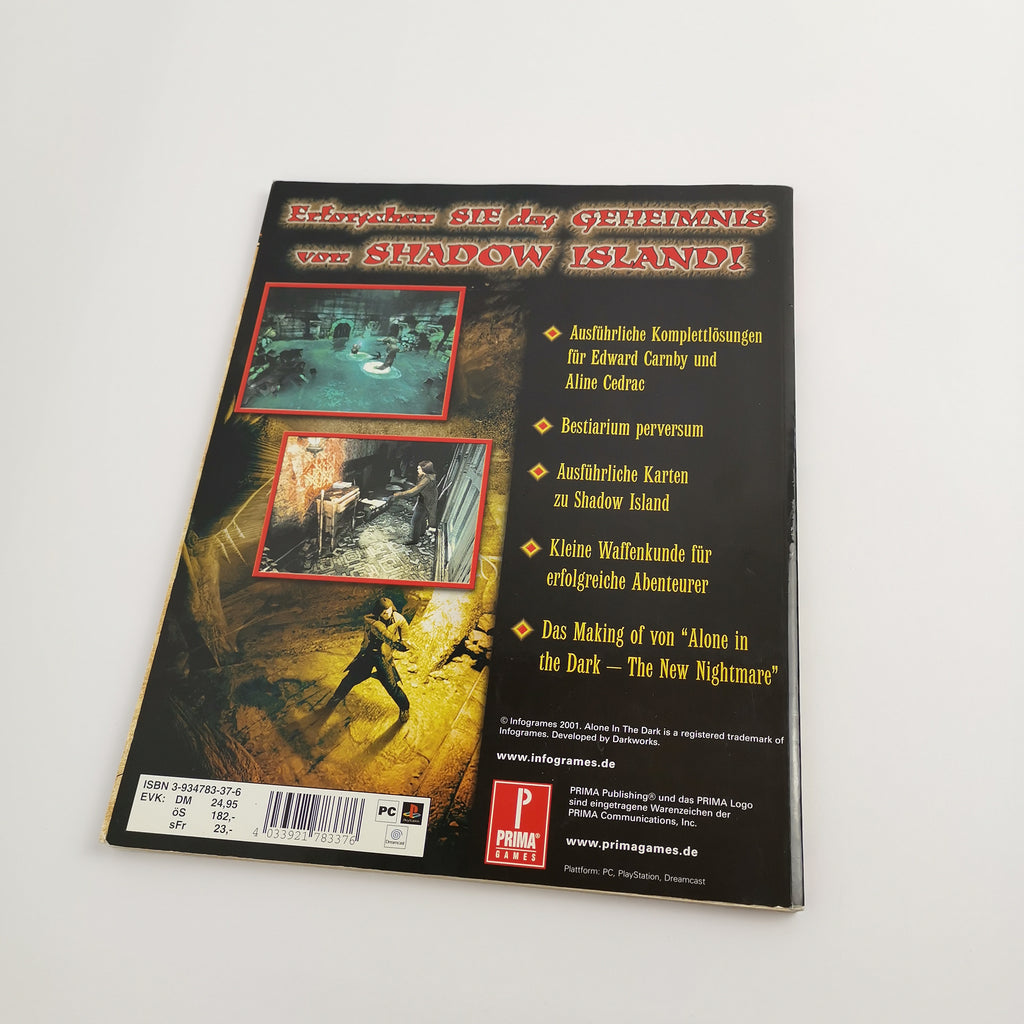 Erforschen SIE das GEHEIMNIS
von SHADOW ISLAND!
Ausführliche Komplettlösungen
für Edward Carnby und
Aline Cedrac
Bestiarium perversum
Ausführliche Karten
zu Shadow Island
Kleine Waffenkunde für
erfolgreiche Abenteurer
Das Making of von “Alone in
the Dark – The New Nightmare”
© Infogrames 2001. Alone In The Dark is a registered trademark of
Infogrames. Developed by Darkworks.
www.infogrames.de
ISBN 3-934783-37-6
EVK: DM 24,95
öS 182,-
sFr 23,-
4 033921 783376
PC
PlayStation
Dreamcast
P
PRIMA®
GAMES
PRIMA Publishing® und das PRIMA Logo
sind eingetragene Warenzeichen der
PRIMA Communications, Inc.
www.primagames.de
Plattform: PC, PlayStation, Dreamcast